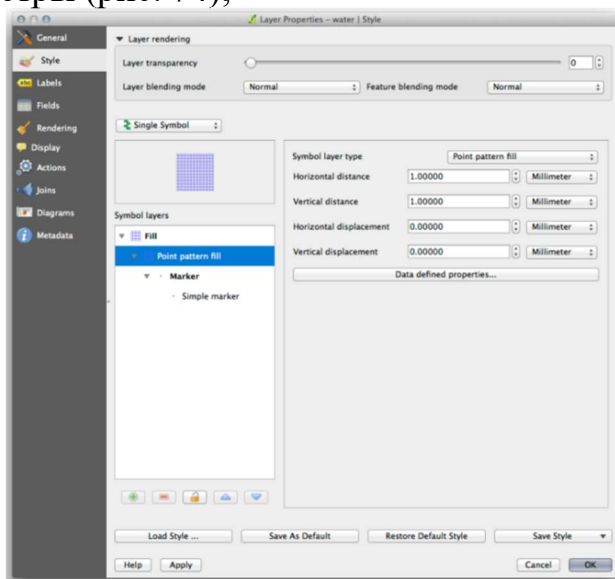 Layer Properties – water | Style
General
Style
Labels
Fields
Rendering
Display
Actions
Joins
Diagrams
Metadata
Layer rendering
Layer transparency 0
Layer blending mode Normal Feature blending mode Normal
Single Symbol
Symbol layers
Fill
Point pattern fill
Marker
Simple marker
Symbol layer type Point pattern fill
Horizontal distance 1.00000 Millimeter
Vertical distance 1.00000 Millimeter
Horizontal displacement 0.00000 Millimeter
Vertical displacement 0.00000 Millimeter
Data defined properties...
Load Style ... Save As Default Restore Default Style Save Style
Help Apply Cancel OK